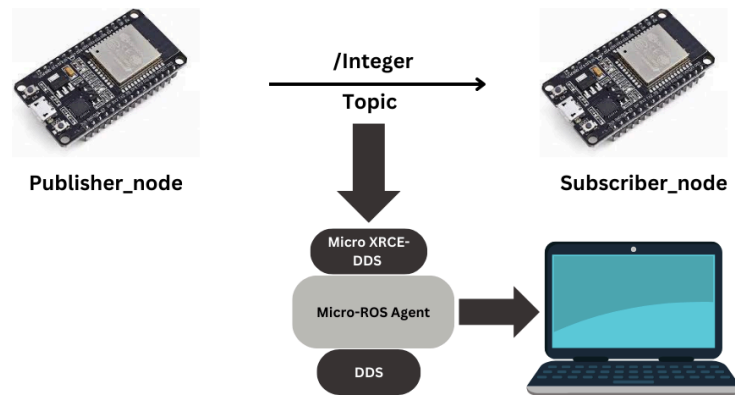 /Integer
Topic
Publisher_node
Subscriber_node
Micro XRCE-
DDS
Micro-ROS Agent
DDS